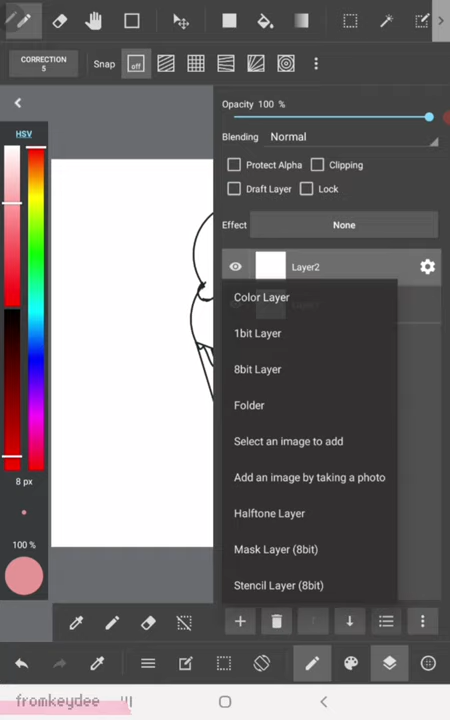 CORRECTION
5
Snap
off
Opacity 100 %
HSV
Blending Normal
Protect Alpha
Clipping
Draft Layer
Lock
Effect None
Layer2
Color Layer
1bit Layer
8bit Layer
Folder
Select an image to add
Add an image by taking a photo
Halftone Layer
Mask Layer (8bit)
Stencil Layer (8bit)
8 px
100 %
fromkeydee